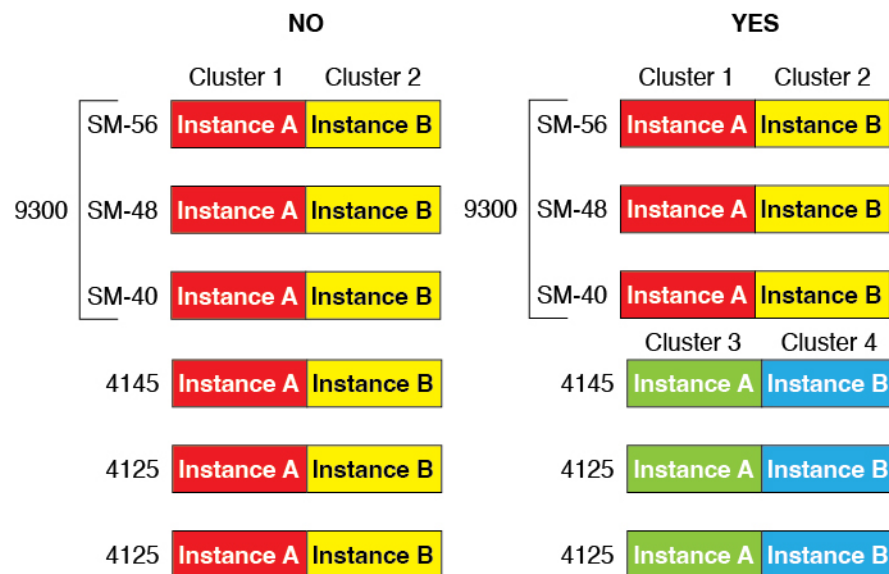 NO YES
Cluster 1 Cluster 2 Cluster 1 Cluster 2
SM-56 Instance A Instance B SM-56 Instance A Instance B
9300 SM-48 Instance A Instance B 9300 SM-48 Instance A Instance B
SM-40 Instance A Instance B SM-40 Instance A Instance B
Cluster 3 Cluster 4
4145 Instance A Instance B 4145 Instance A Instance B
4125 Instance A Instance B 4125 Instance A Instance B
4125 Instance A Instance B 4125 Instance A Instance B